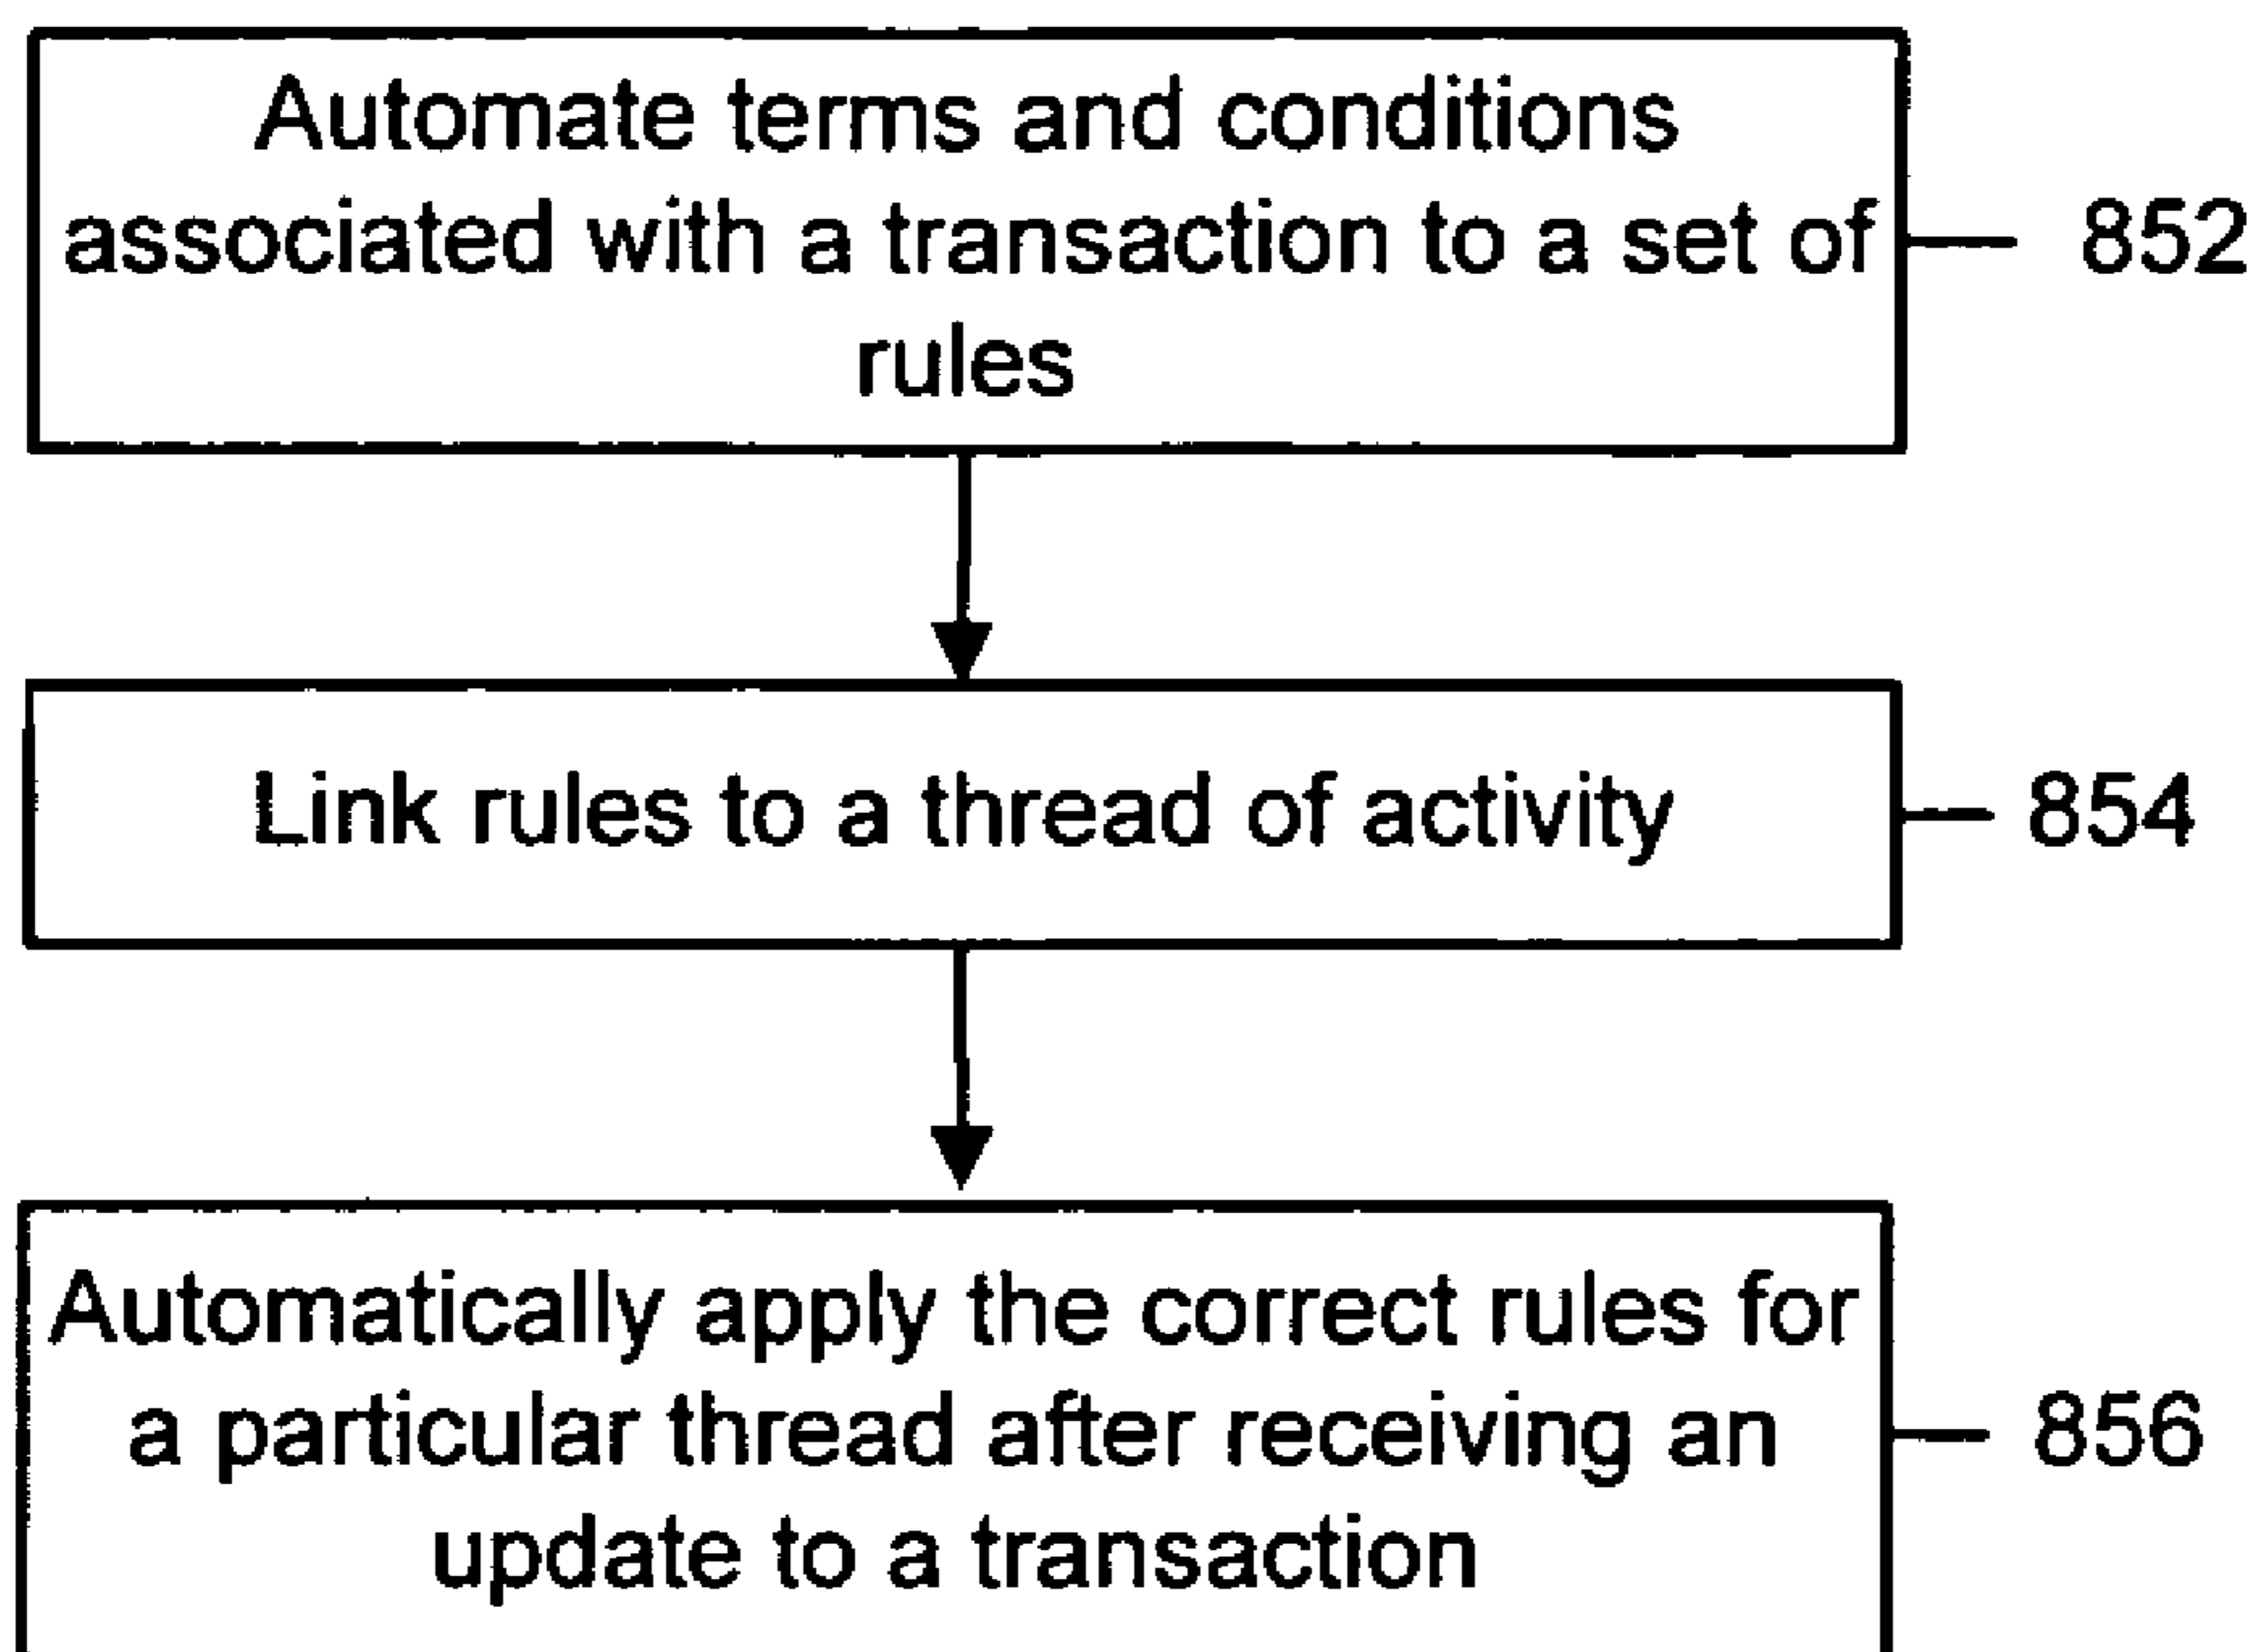 Automate terms and conditions
associated with a transaction to a set of
rules
852
Link rules to a thread of activity
854
Automatically apply the correct rules for
a particular thread after receiving an
update to a transaction
856